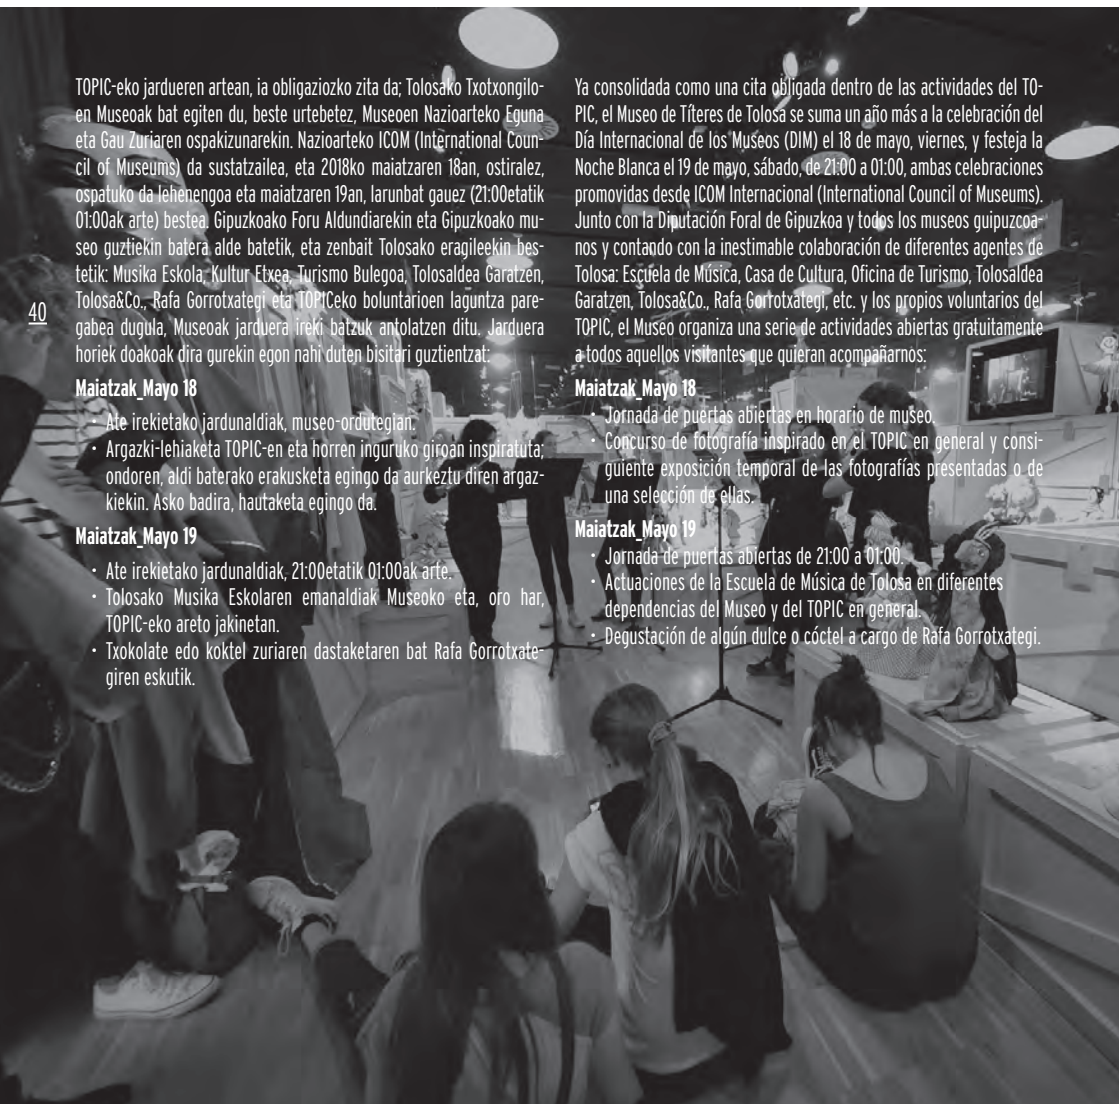 TOPIC-eko jardueren artean, ia obligaziozko zita da; Tolosako Txotxongilo-
en Museoak bat egiten du, beste urtebetez, Museoen Nazioarteko Eguna
eta Gau Zuriaren ospakizunarekin. Nazioarteko ICOM (International Coun-
cil of Museums) da sustatzailea, eta 2018ko maiatzaren 18an, ostiralez,
ospatuko da lehenengoa eta maiatzaren 19an, larunbat gauez (21:00etatik
01:00ak arte) bestea. Gipuzkoako Foru Aldundiarekin eta Gipuzkoako mu-
seo guztiekin batera alde batetik, eta zenbait Tolosako eragileekin bes-
tetik: Musika Eskola, Kultur Etxea, Turismo Bulegoa, Tolosaldea Garatzen,
Tolosa&Co., Rafa Gorrotxategi eta TOPICeko boluntarioen laguntza pare-
gabea dugula, Museoak jarduera ireki batzuk antolatzen ditu. Jarduera
horiek doakoak dira gurekin egon nahi duten bisitari guztientzat:
Maiatzak_Mayo 18
• Ate irekietako jardunaldiak, museo-ordutegian.
• Argazki-lehiaketa TOPIC-en eta horren inguruko giroan inspiratuta;
ondoren, aldi baterako erakusketa egingo da aurkeztu diren argaz-
kiekin. Asko badira, hautaketa egingo da.
Maiatzak_Mayo 19
• Ate irekietako jardunaldiak, 21:00etatik 01:00ak arte.
• Tolosako Musika Eskolaren emanaldiak Museoko eta, oro har,
TOPIC-eko areto jakinetan.
• Txokolate edo koktel zuriaren dastaketaren bat Rafa Gorrotxate-
giren eskutik.
Ya consolidada como una cita obligada dentro de las actividades del TO-
PIC, el Museo de Títeres de Tolosa se suma un año más a la celebración del
Día Internacional de los Museos (DIM) el 18 de mayo, viernes, y festeja la
Noche Blanca el 19 de mayo, sábado, de 21:00 a 01:00, ambas celebraciones
promovidas desde ICOM Internacional (International Council of Museums).
Junto con la Diputación Foral de Gipuzkoa y todos los museos guipuzcoa-
nos y contando con la inestimable colaboración de diferentes agentes de
Tolosa: Escuela de Música, Casa de Cultura, Oficina de Turismo, Tolosaldea
Garatzen, Tolosa&Co., Rafa Gorrotxategi, etc. y los propios voluntarios del
TOPIC, el Museo organiza una serie de actividades abiertas gratuitamente
a todos aquellos visitantes que quieran acompañarnos:
Maiatzak_Mayo 18
• Jornada de puertas abiertas en horario de museo.
• Concurso de fotografía inspirado en el TOPIC en general y consi-
guiente exposición temporal de las fotografías presentadas o de
una selección de ellas.
Maiatzak_Mayo 19
• Jornada de puertas abiertas de 21:00 a 01:00.
• Actuaciones de la Escuela de Música de Tolosa en diferentes
dependencias del Museo y del TOPIC en general.
• Degustación de algún dulce o cóctel a cargo de Rafa Gorrotxategi.
40